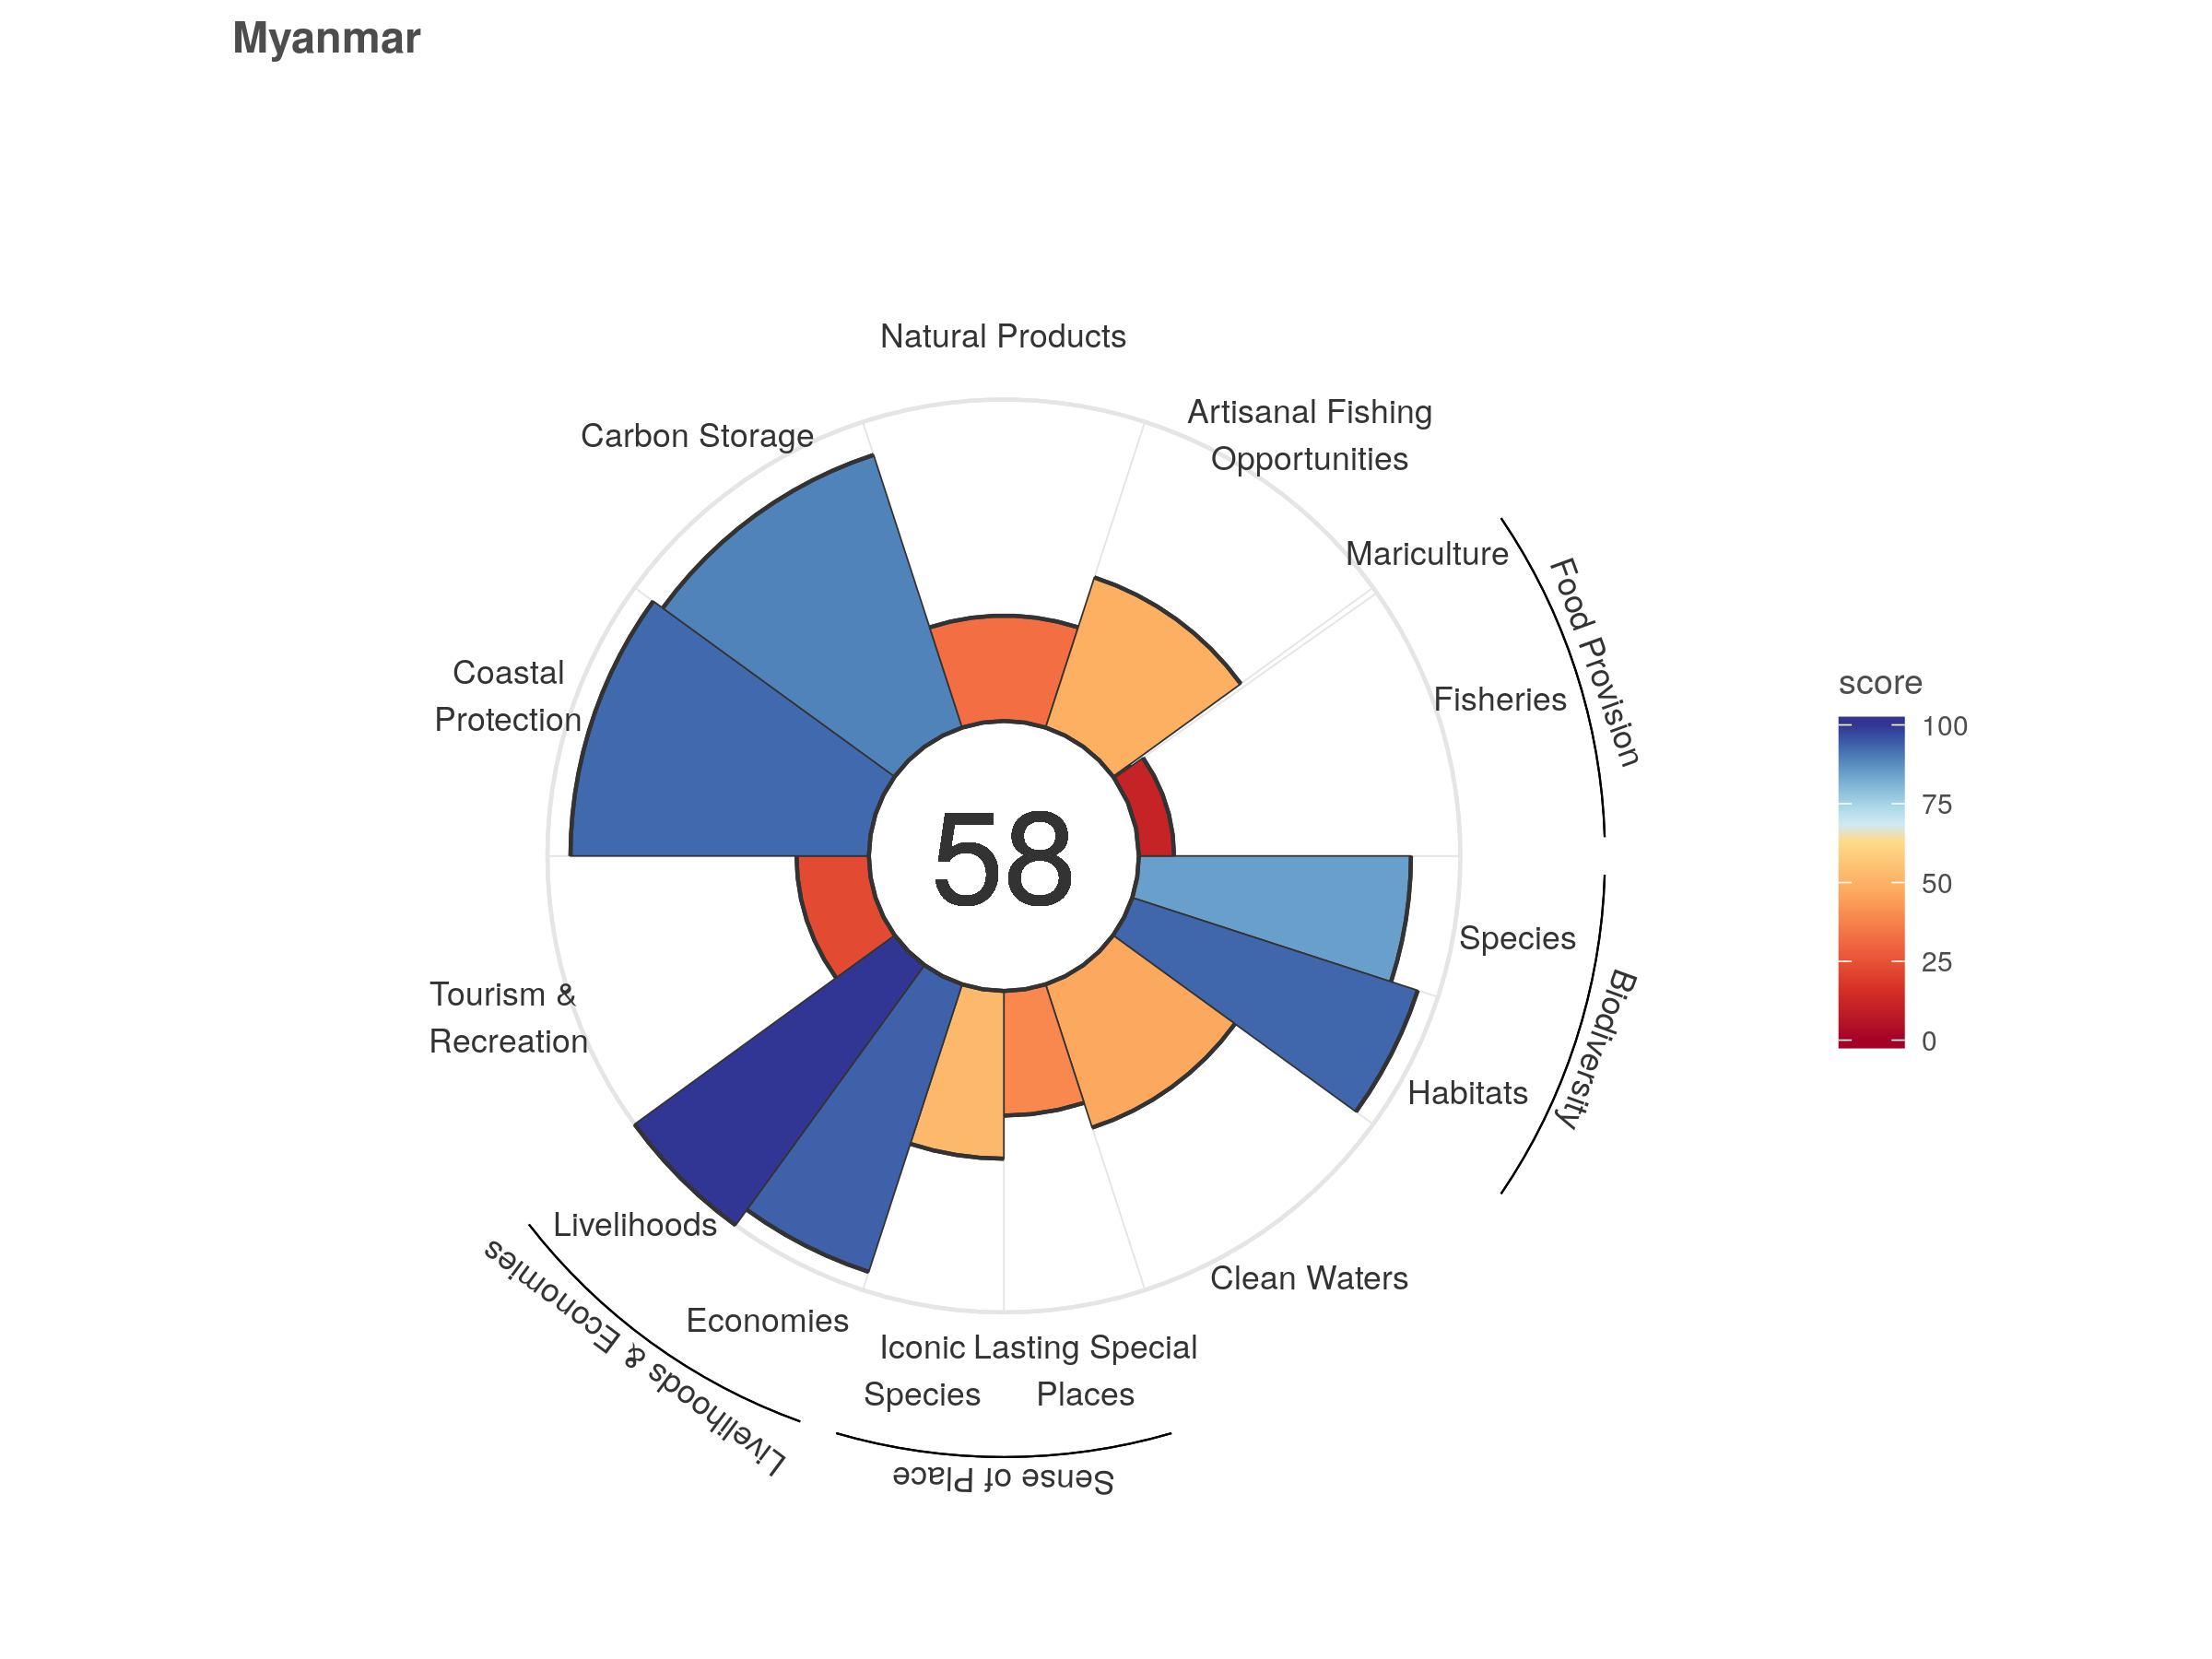 Myanmar
Natural Products
Artisanal Fishing
Opportunities
Carbon Storage
Mariculture
Food Provision
Fisheries
Coastal
Protection
58
score
100
75
50
25
0
Species
Biodiversity
Habitats
Tourism &
Recreation
Livelihoods
Clean Waters
Economies
Livelihoods & Economies
Iconic
Species
Lasting Special
Places
Sense of Place